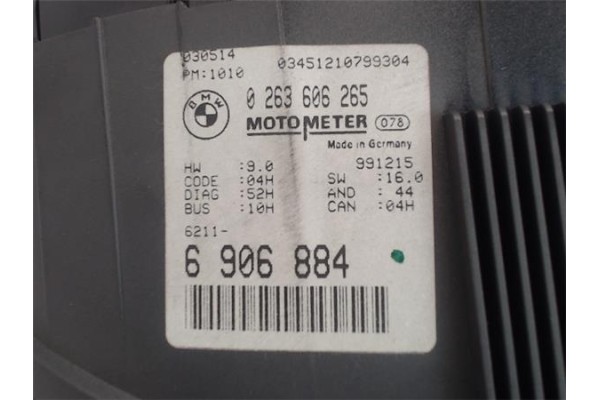 030514 03451210799304
PM:1010
BMW
0 263 606 265
MOTOMETER 078
Made in Germany
991215
HW :9.0 SW :16.0
CODE :04H AND : 44
DIAG :52H CAN :04H
BUS :10H
6211-
6 906 884